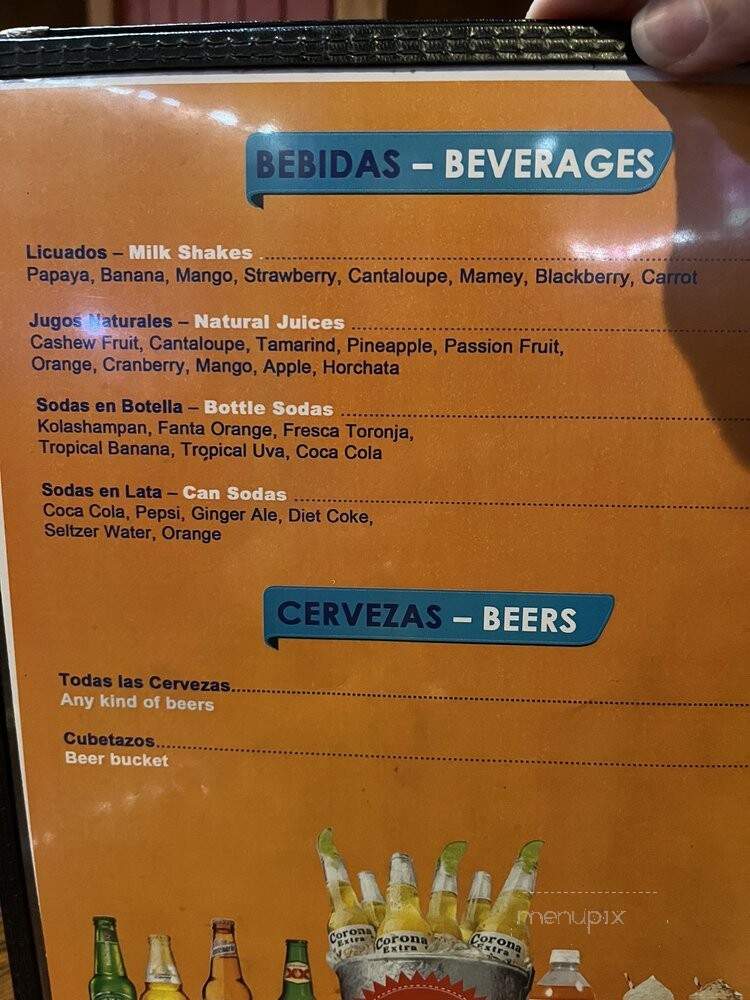 BEBIDAS – BEVERAGES
Licuados – Milk Shakes
Papaya, Banana, Mango, Strawberry, Cantaloupe, Mamey, Blackberry, Carrot
Jugos Naturales – Natural Juices
Cashew Fruit, Cantaloupe, Tamarind, Pineapple, Passion Fruit,
Orange, Cranberry, Mango, Apple, Horchata
Sodas en Botella – Bottle Sodas
Kolashampan, Fanta Orange, Fresca Toronja,
Tropical Banana, Tropical Uva, Coca Cola
Sodas en Lata – Can Sodas
Coca Cola, Pepsi, Ginger Ale, Diet Coke,
Seltzer Water, Orange
CERVEZAS – BEERS
Todas las Cervezas
Any kind of beers
Cubetazos
Beer bucket
menupix
Corona
Extra
Corona
Extra
Corona
Extra
XX